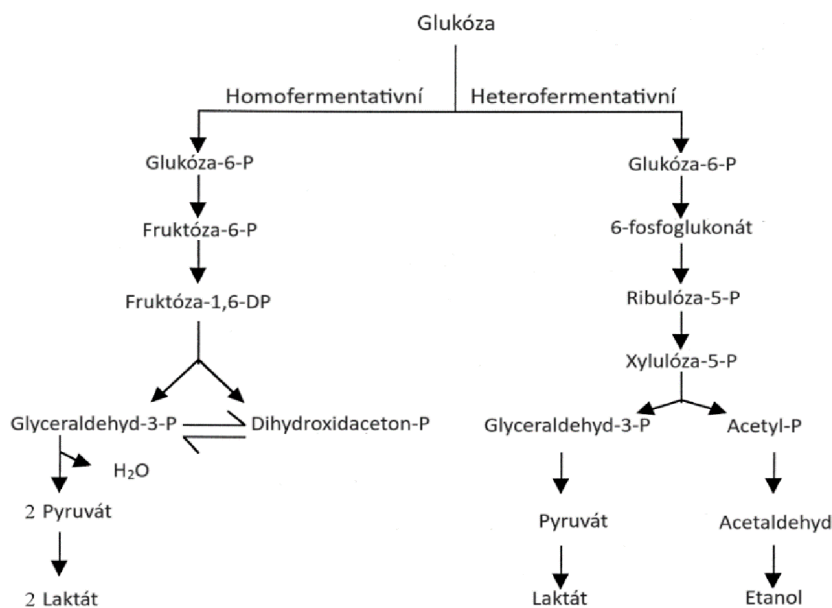 Glukóza
Homofermentativní Heterofermentativní
Glukóza-6-P Glukóza-6-P
Fruktóza-6-P 6-fosfoglukonát
Fruktóza-1,6-DP Ribulóza-5-P
Xylulóza-5-P
Glyceraldehyd-3-P Dihydroxidaceton-P Glyceraldehyd-3-P Acetyl-P
H₂O
2 Pyruvát Pyruvát Acetaldehyd
2 Laktát Laktát Etanol